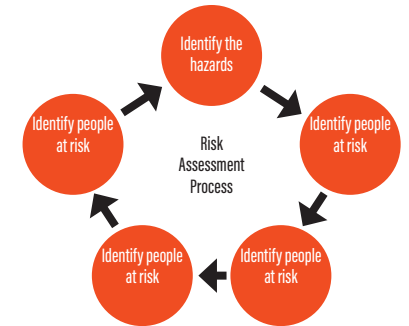 Identify the
hazards
Identify people
at risk
Identify people
at risk
Identify people
at risk
Identify people
at risk
Risk
Assessment
Process